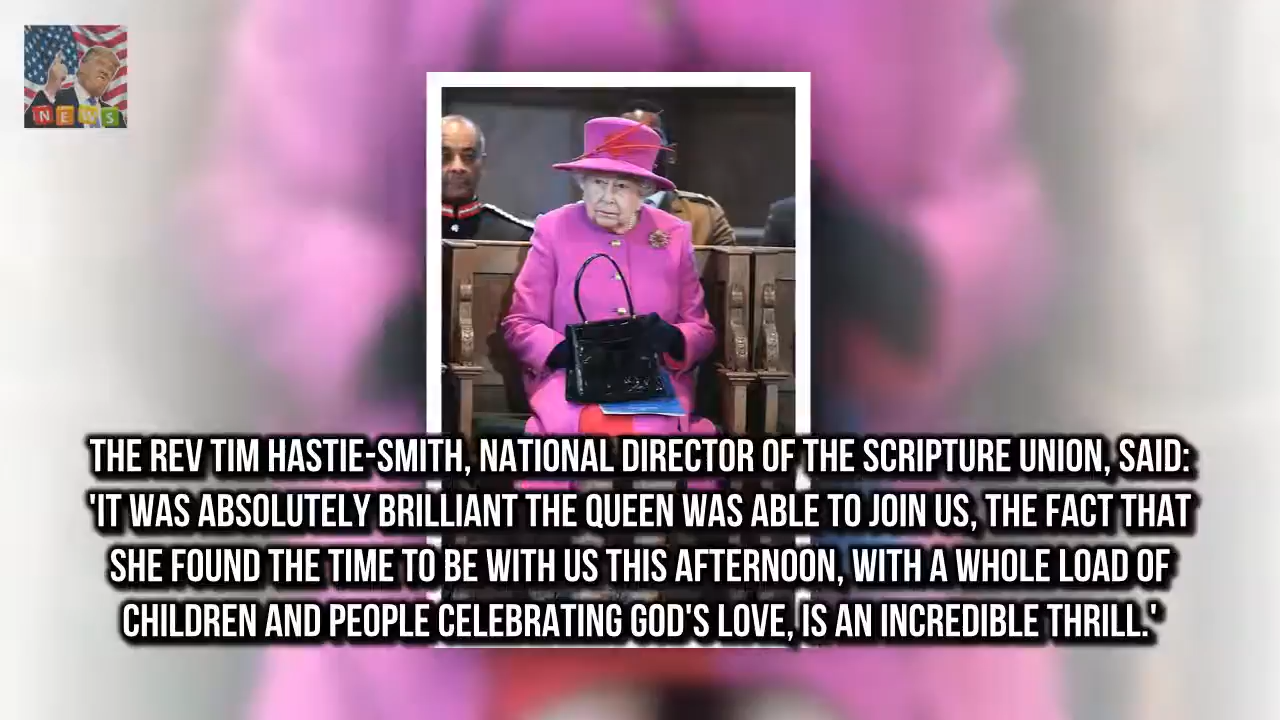 NEWS
THE REV TIM HASTIE-SMITH, NATIONAL DIRECTOR OF THE SCRIPTURE UNION, SAID:
'IT WAS ABSOLUTELY BRILLIANT THE QUEEN WAS ABLE TO JOIN US, THE FACT THAT
SHE FOUND THE TIME TO BE WITH US THIS AFTERNOON, WITH A WHOLE LOAD OF
CHILDREN AND PEOPLE CELEBRATING GOD'S LOVE, IS AN INCREDIBLE THRILL.'